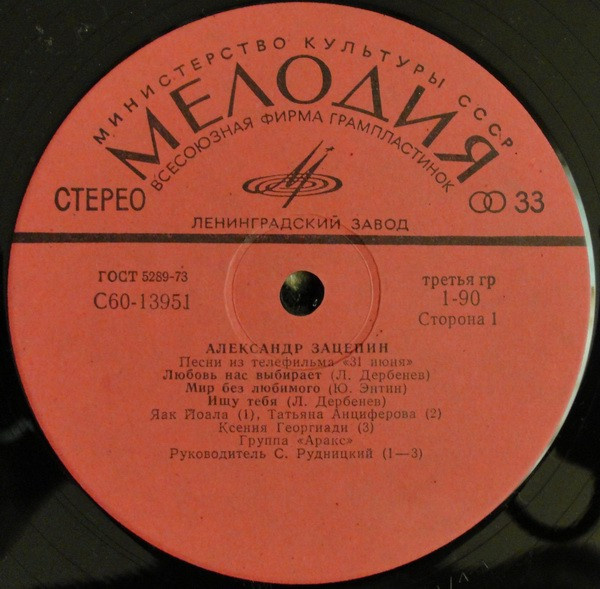 МИНИСТЕРСТВО КУЛЬТУРЫ СССР
МЕЛОДИЯ
ВСЕСОЮЗНАЯ ФИРМА ГРАМПЛАСТИНОК
СТЕРЕО
33
ЛЕНИНГРАДСКИЙ ЗАВОД
ГОСТ 5289-73
С60-13951
третья гр
1-90
Сторона 1
АЛЕКСАНДР ЗАЦЕПИН
Песни из телефильма «31 июня»
Любовь нас выбирает (Л. Дербенев)
Мир без любимого (Ю. Энтин)
Ищу тебя (Л. Дербенев)
Яак Йоала (1), Татьяна Анциферова (2)
Ксения Георгиади (3)
Группа «Аракс»
Руководитель С. Рудницкий (1—3)